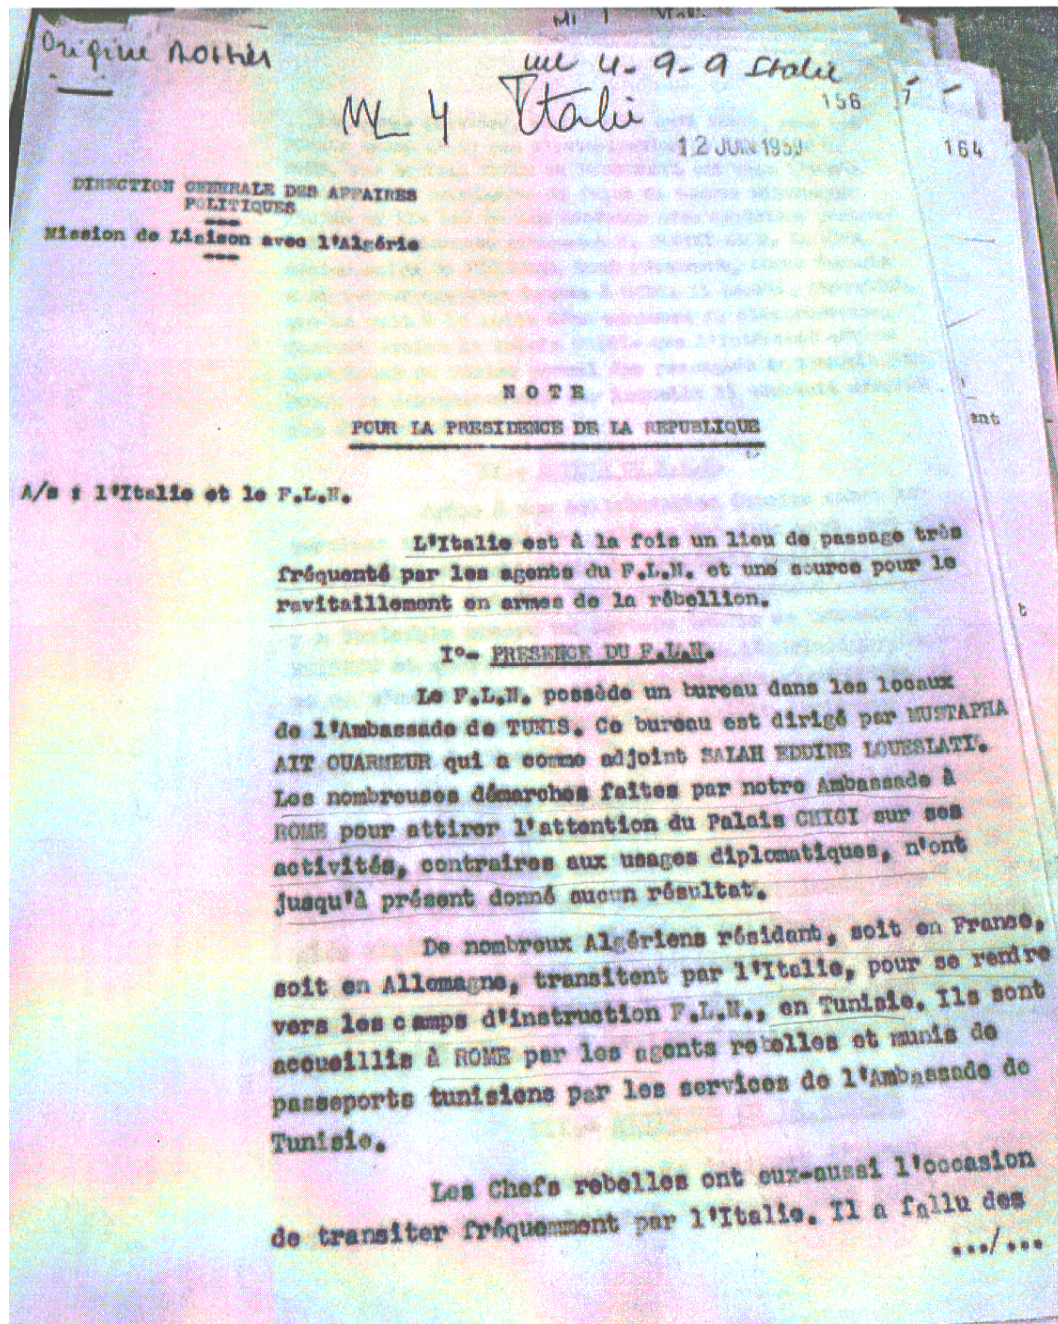 Origine
ML 4-9-9 Italie
ML 4 Italie
156
12 JUIN 1959
164
DIRECTION GENERALE DES AFFAIRES
POLITIQUES
Mission de Liaison avec l'Algérie
NOTE
POUR LA PRESIDENCE DE LA REPUBLIQUE
ent
A/s : l'Italie et le F.L.N.
L'Italie est à la fois un lieu de passage très
fréquenté par les agents du F.L.N. et une source pour le
ravitaillement en armes de la rébellion.
t
I°- PRESENCE DU F.L.N.
Le F.L.N. possède un bureau dans les locaux
de l'Ambassade de TUNIS. Ce bureau est dirigé par MUSTAPHA
AIT OUARMEUR qui a comme adjoint SALAH EDDINE LOUESLATI.
Les nombreuses démarches faites par notre Ambassade à
ROME pour attirer l'attention du Palais CHIGI sur ses
activités, contraires aux usages diplomatiques, n'ont
jusqu'à présent donné aucun résultat.
De nombreux Algériens résidant, soit en France,
soit en Allemagne, transitent par l'Italie, pour se rendre
vers les camps d'instruction F.L.N., en Tunisie. Ils sont
accueillis à ROME par les agents rebelles et munis de
passeports tunisiens par les services de l'Ambassade de
Tunisie.
Les Chefs rebelles ont eux-aussi l'occasion
de transiter fréquemment par l'Italie. Il a fallu des
.../...